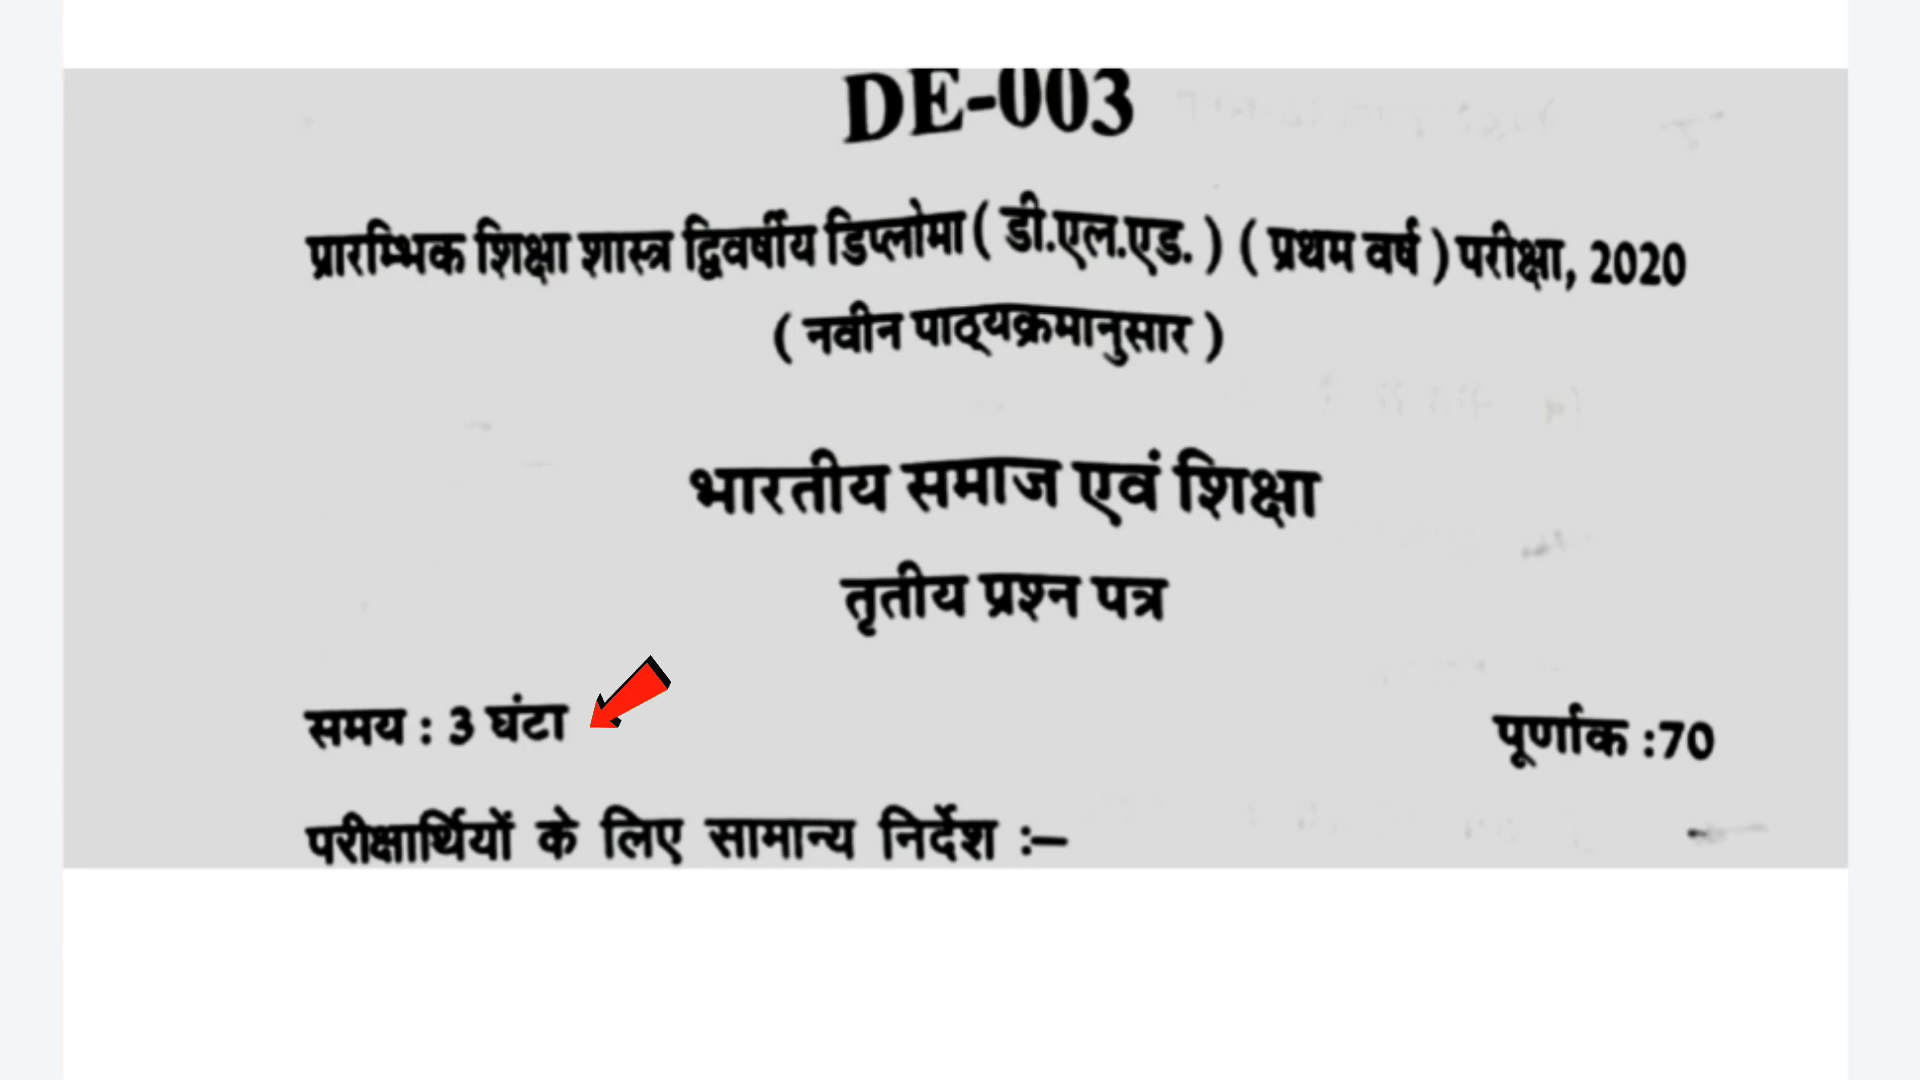 DE-003
प्रारम्भिक शिक्षा शास्त्र द्विवर्षीय डिप्लोमा ( डी.एल.एड. ) ( प्रथम वर्ष ) परीक्षा, 2020
( नवीन पाठ्यक्रमानुसार )
भारतीय समाज एवं शिक्षा
तृतीय प्रश्न पत्र
समय : 3 घंटा
पूर्णाक :70
परीक्षार्थियों के लिए सामान्य निर्देश :–